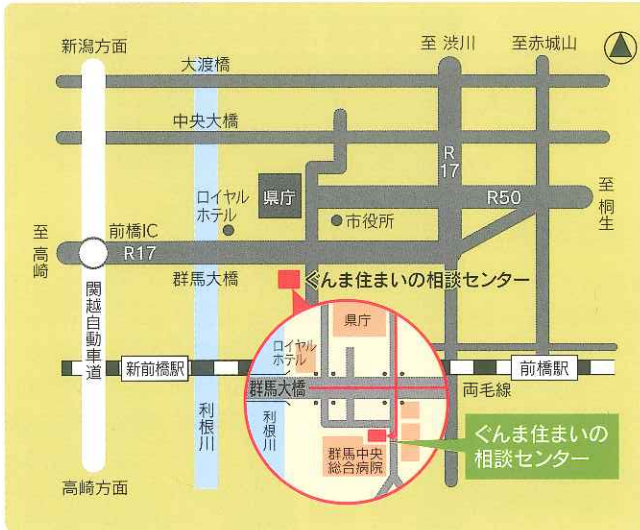 新潟方面
大渡橋
至 渋川
至赤城山
中央大橋
R
17
ロイヤル
ホテル
県庁
市役所
R50
至桐生
至高崎
前橋IC
R17
群馬大橋
ぐんま住まいの相談センター
関越自動車道
県庁
ロイヤル
ホテル
新前橋駅
前橋駅
群馬大橋
両毛線
利根川
利根川
群馬中央
総合病院
ぐんま住まいの
相談センター
高崎方面